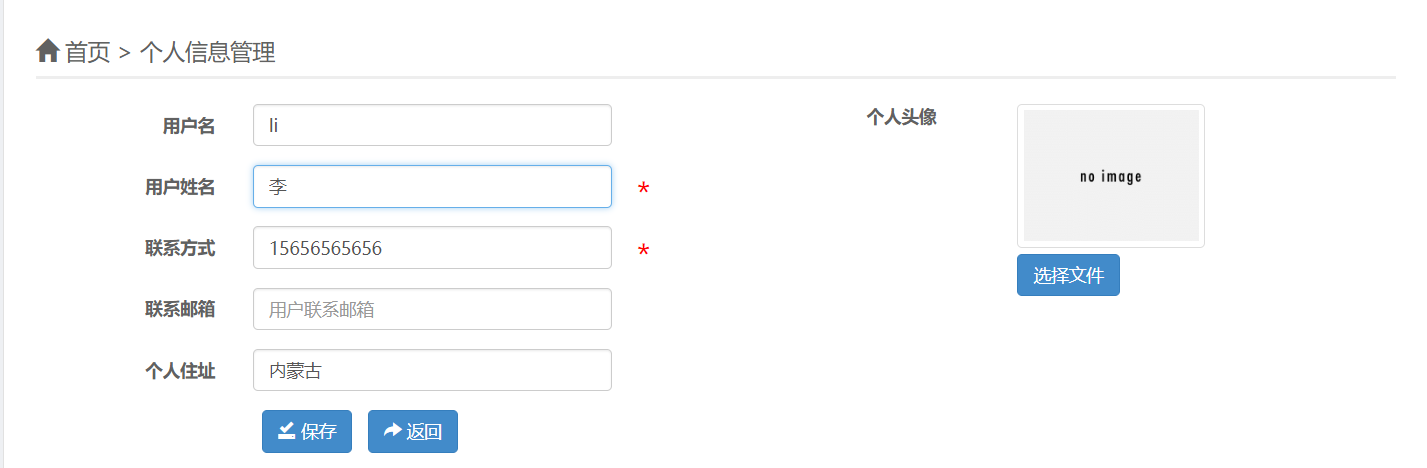 首页 > 个人信息管理
用户名 li
用户姓名 李 *
联系方式 15656565656 *
联系邮箱 用户联系邮箱
个人住址 内蒙古
保存 返回
个人头像
no image
选择文件